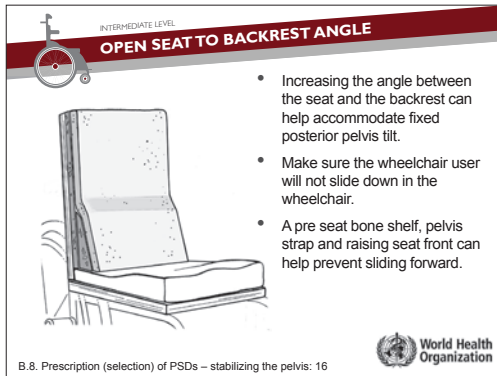 INTERMEDIATE LEVEL
OPEN SEAT TO BACKREST ANGLE
• Increasing the angle between
the seat and the backrest can
help accommodate fixed
posterior pelvis tilt.
• Make sure the wheelchair user
will not slide down in the
wheelchair.
• A pre seat bone shelf, pelvis
strap and raising seat front can
help prevent sliding forward.
World Health
Organization
B.8. Prescription (selection) of PSDs – stabilizing the pelvis: 16